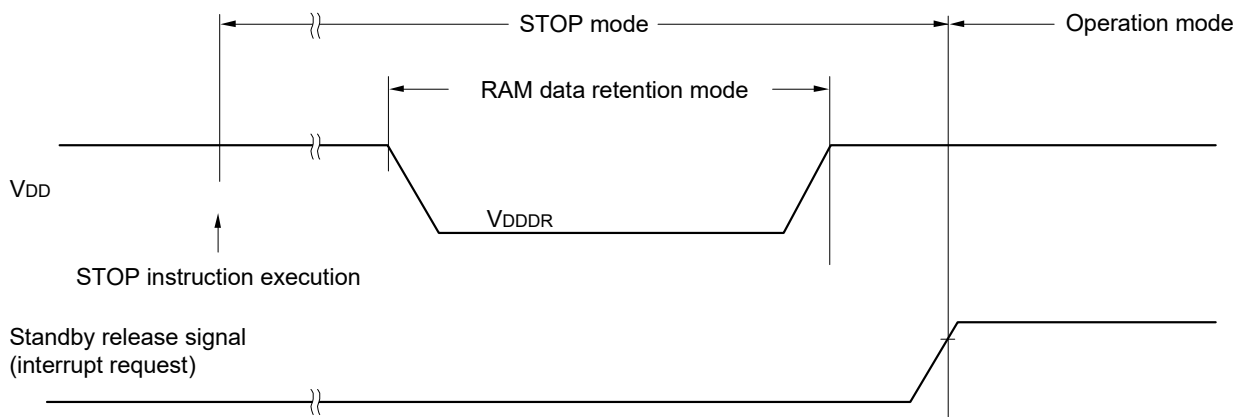 STOP mode
Operation mode
RAM data retention mode
VDD
VDDDR
STOP instruction execution
Standby release signal
(interrupt request)